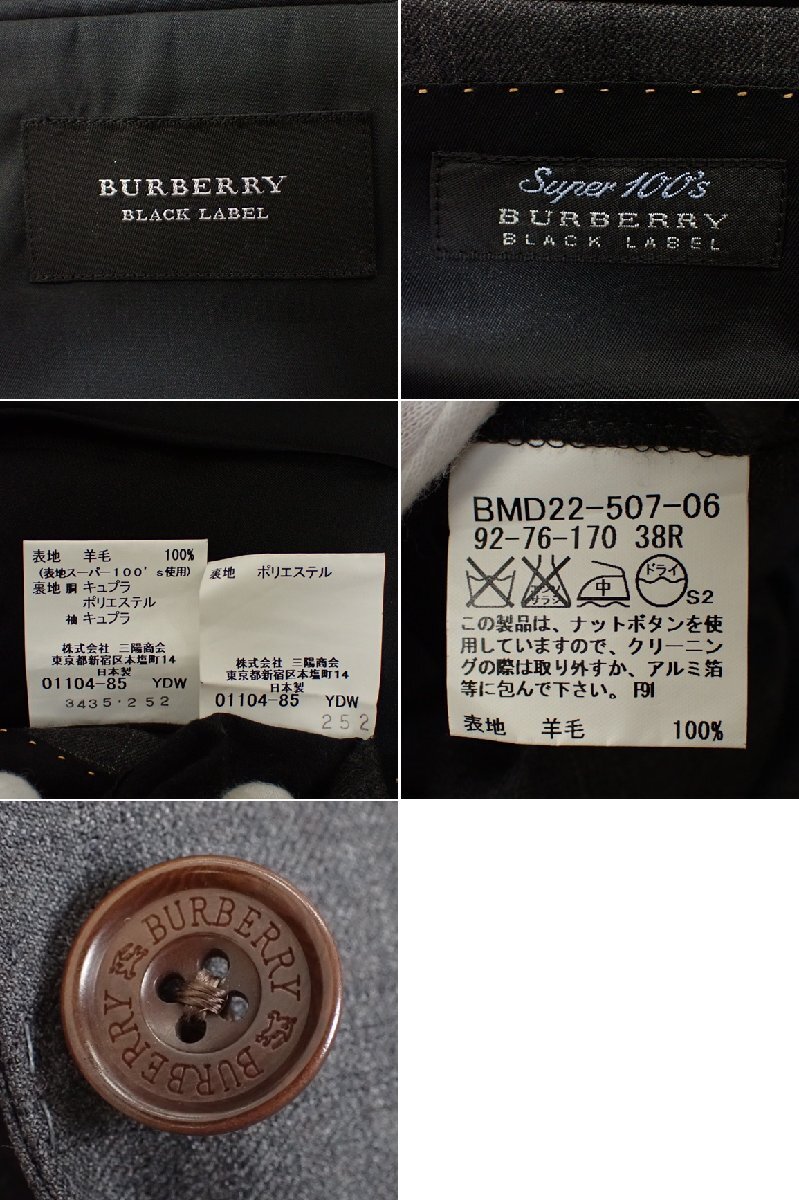 BURBERRY
BLACK LABEL
Super 100's
BURBERRY
BLACK LABEL
表地 羊毛 100%
(表地スーパー100's使用)
裏地 胴 キュプラ
ポリエステル
袖 キュプラ
株式会社 三陽商会
東京都新宿区本塩町14
日本製
01104-85 YDW
3435・252
裏地 ポリエステル
株式会社 三陽商会
東京都新宿区本塩町14
日本製
01104-85 YDW
252
BMD22-507-06
92-76-170 38R
中 ドライ S2
この製品は、ナットボタンを使
用していますので、クリーニン
グの際は取り外すか、アルミ箔
等に包んで下さい。 F9I
表地 羊毛 100%
BURBERRY
BURBERRY
BURBERRY